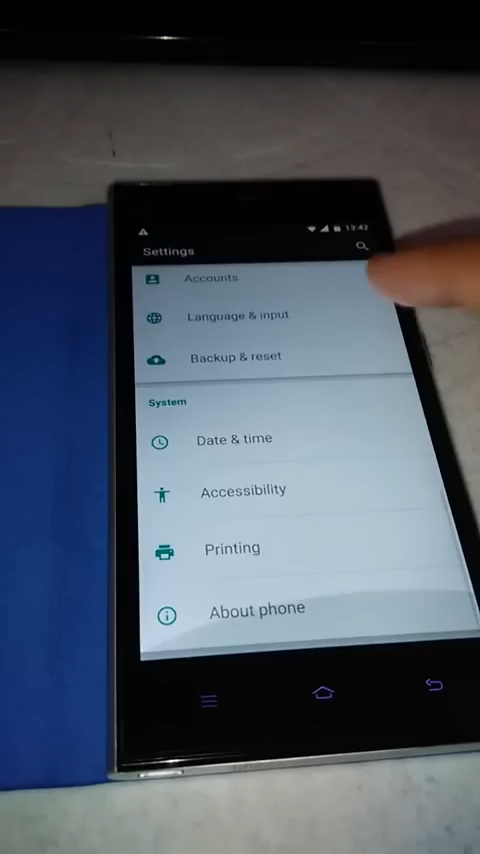 13:42
Settings
Accounts
Language & input
Backup & reset
System
Date & time
Accessibility
Printing
About phone